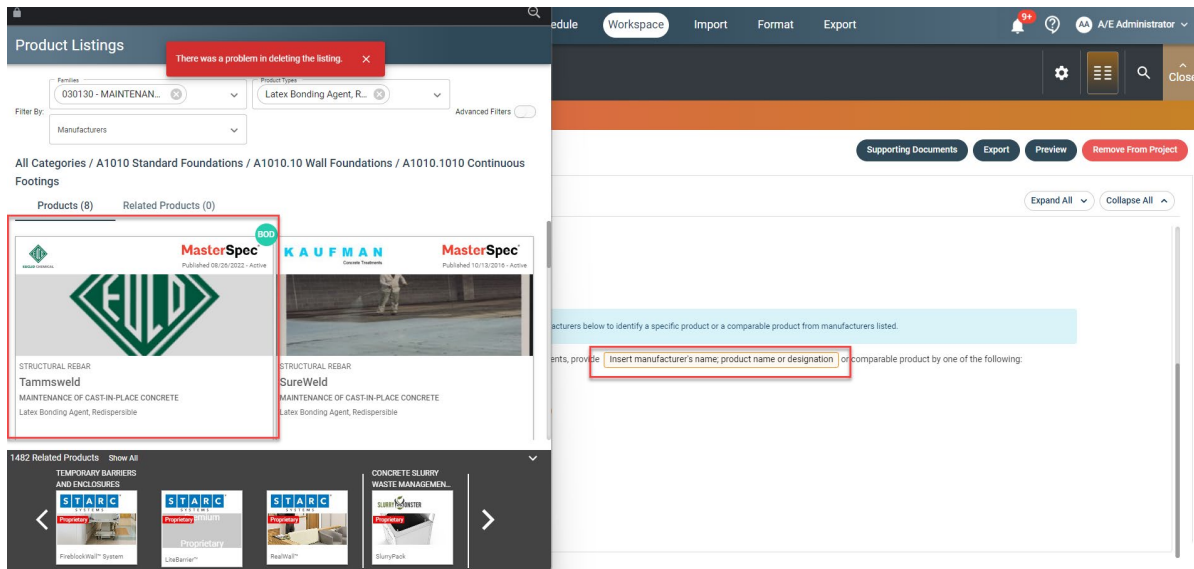 edule
Workspace
Import
Format
Export
9+
AA
A/E Administrator
Product Listings
There was a problem in deleting the listing.
Close
Families
030130 - MAINTENAN...
Product Types
Latex Bonding Agent, R...
Filter By:
Advanced Filters
Manufacturers
All Categories / A1010 Standard Foundations / A1010.10 Wall Foundations / A1010.1010 Continuous
Footings
Supporting Documents
Export
Preview
Remove From Project
Products (8)
Related Products (0)
Expand All
Collapse All
BOD
EUCLID CHEMICAL
MasterSpec
Published 08/26/2022 - Active
KAUFMAN
Concrete Treatments
MasterSpec
Published 10/13/2016 - Active
acturers below to identify a specific product or a comparable product from manufacturers listed.
ents, provide Insert manufacturer's name; product name or designation or comparable product by one of the following:
STRUCTURAL REBAR
Tammsweld
MAINTENANCE OF CAST-IN-PLACE CONCRETE
Latex Bonding Agent, Redispersible
STRUCTURAL REBAR
SureWeld
MAINTENANCE OF CAST-IN-PLACE CONCRETE
Latex Bonding Agent, Redispersible
1482 Related Products Show All
TEMPORARY BARRIERS
AND ENCLOSURES
CONCRETE SLURRY
WASTE MANAGEMEN...
STARC
SYSTEMS
Proprietary
FireblockWall™ System
STARC
SYSTEMS
Proprietary
Premium
Proprietary
LiteBarrier™
STARC
SYSTEMS
Proprietary
RealWall™
SLURRYMONSTER
Proprietary
SlurryPack